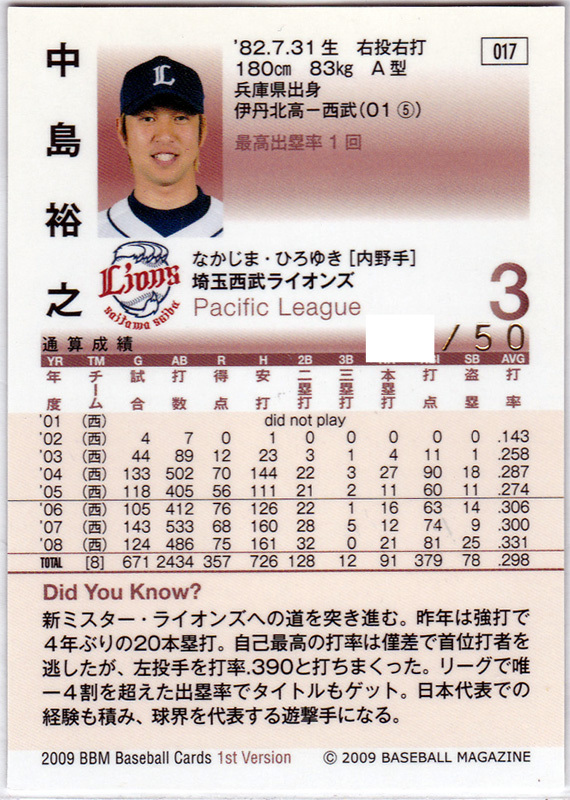 中島裕之
'82.7.31生 右投右打
017
180cm 83kg A型
兵庫県出身
伊丹北高ー西武(01⑤)
最高出塁率1回
L
Lions
saitama seibu
なかじま・ひろゆき [内野手]
埼玉西武ライオンズ
Pacific League
3
/50
通算成績
YR TM G AB R H 2B 3B SB AVG
年度 チーム 試合 打数 得点 安打 二塁打 三塁打 本塁打 打点 盗塁 打率
'01 (西) did not play
'02 (西) 4 7 0 1 0 0 0 0 0 .143
'03 (西) 44 89 12 23 3 1 4 11 1 .258
'04 (西) 133 502 70 144 22 3 27 90 18 .287
'05 (西) 118 405 56 111 21 2 11 60 11 .274
'06 (西) 105 412 76 126 22 1 16 63 14 .306
'07 (西) 143 533 68 160 28 5 12 74 9 .300
'08 (西) 124 486 75 161 32 0 21 81 25 .331
TOTAL [8] 671 2434 357 726 128 12 91 379 78 .298
Did You Know?
新ミスター・ライオンズへの道を突き進む。昨年は強打で
4年ぶりの20本塁打。自己最高の打率は僅差で首位打者を
逃したが、左投手を打率.390と打ちまくった。リーグで唯
一4割を超えた出塁率でタイトルもゲット。日本代表での
経験も積み、球界を代表する遊撃手になる。
2009 BBM Baseball Cards 1st Version © 2009 BASEBALL MAGAZINE